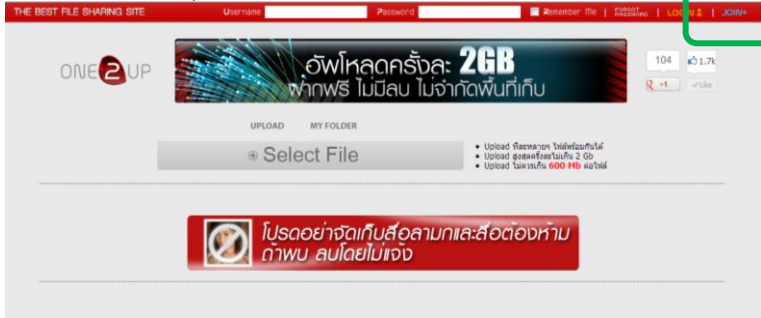 THE BEST FILE SHARING SITE Username Password Remember me | FORGOT PASSWORD | LOGIN | JOIN+
ONE2UP
อัพโหลดครั้งละ 2GB
ฝากฟรี ไม่มีลบ ไม่จำกัดพื้นที่เก็บ
104 1.7k
+1 Like
UPLOAD MY FOLDER
Select File
• Upload ทีละหลายๆ ไฟล์พร้อมกันได้
• Upload สูงสุดครั้งละไม่เกิน 2 Gb
• Upload ไม่ควรเกิน 600 Mb ต่อไฟล์
โปรดอย่าจัดเก็บสื่อลามกและสื่อต้องห้าม
ถ้าพบ ลบโดยไม่แจ้ง